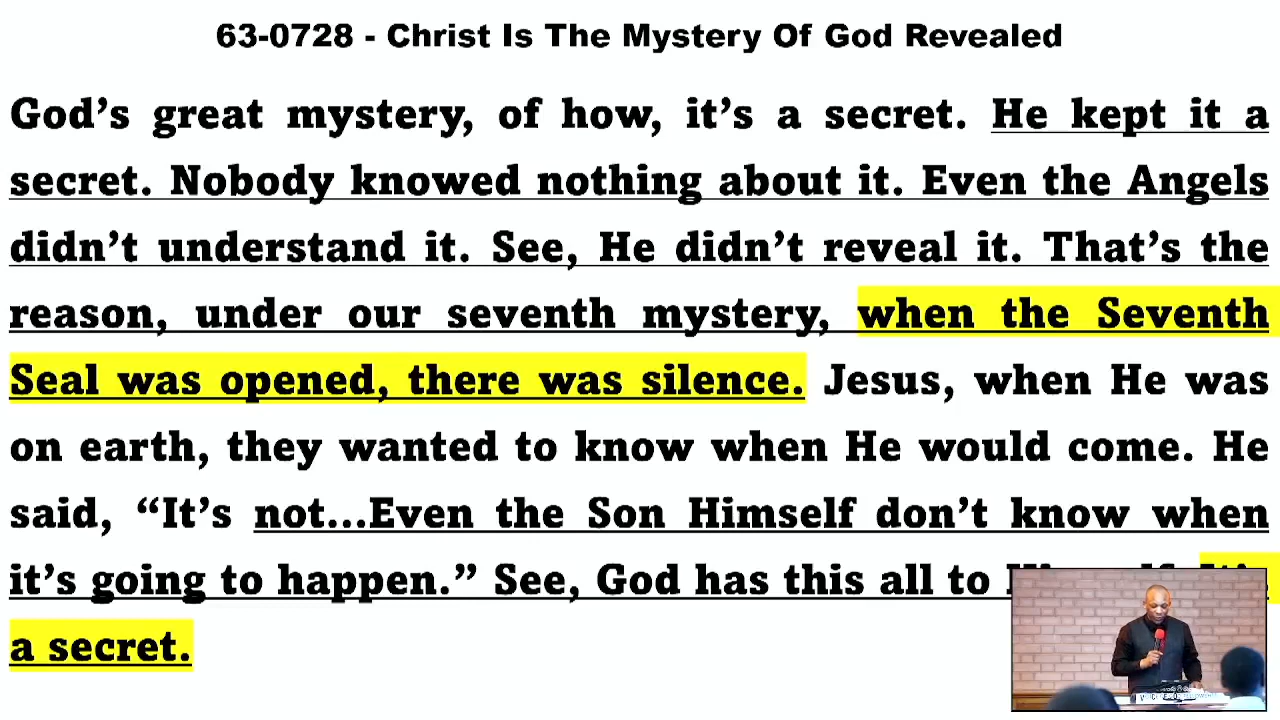 63-0728 - Christ Is The Mystery Of God Revealed
God’s great mystery, of how, it’s a secret. He kept it a
secret. Nobody knowed nothing about it. Even the Angels
didn’t understand it. See, He didn’t reveal it. That’s the
reason, under our seventh mystery, when the Seventh
Seal was opened, there was silence. Jesus, when He was
on earth, they wanted to know when He would come. He
said, “It’s not...Even the Son Himself don’t know when
it’s going to happen.” See, God has this all to
a secret.